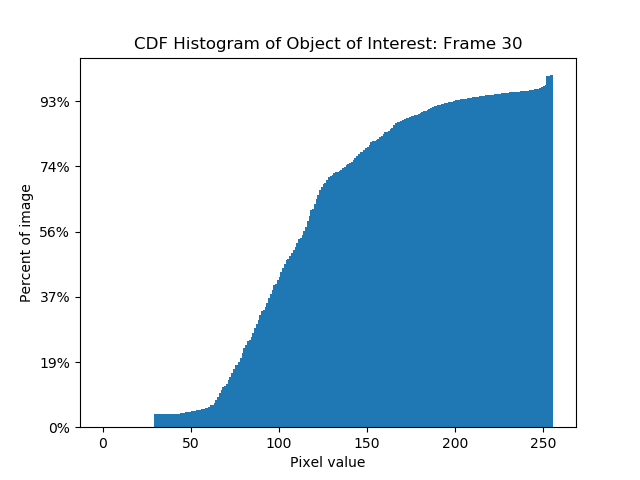 CDF Histogram of Object of Interest: Frame 30
93%
74%
56%
37%
19%
0%
Percent of image
0 50 100 150 200 250
Pixel value